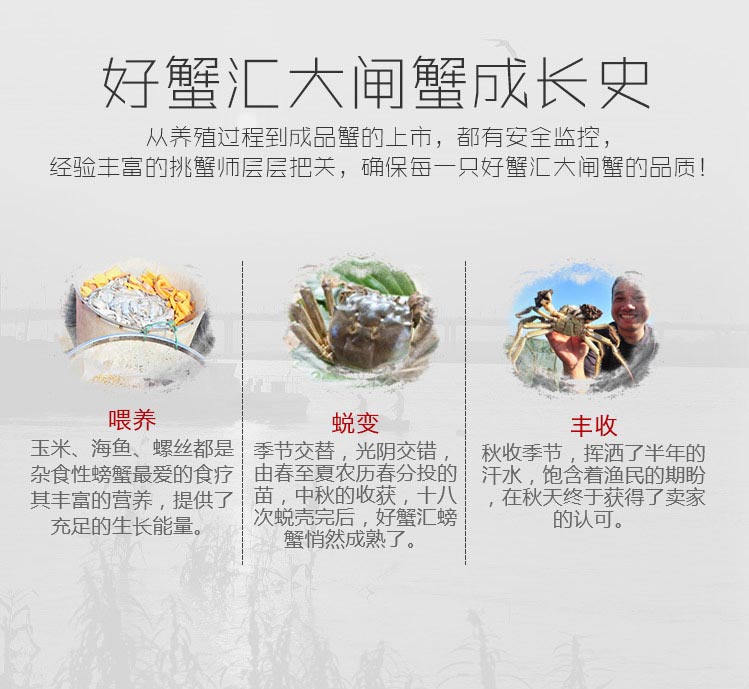 好蟹汇大闸蟹成长史
从养殖过程到成品蟹的上市，都有安全监控，
经验丰富的挑蟹师层层把关，确保每一只好蟹汇大闸蟹的品质！
喂养
玉米、海鱼、螺丝都是
杂食性螃蟹最爱的食疗
其丰富的营养，提供了
充足的生长能量。
蜕变
季节交替，光阴交错，
由春至夏农历春分投的
苗，中秋的收获，十八
次蜕壳完后，好蟹汇螃
蟹悄然成熟了。
丰收
秋收季节，挥洒了半年的
汗水，饱含着渔民的期盼
，在秋天终于获得了卖家
的认可。